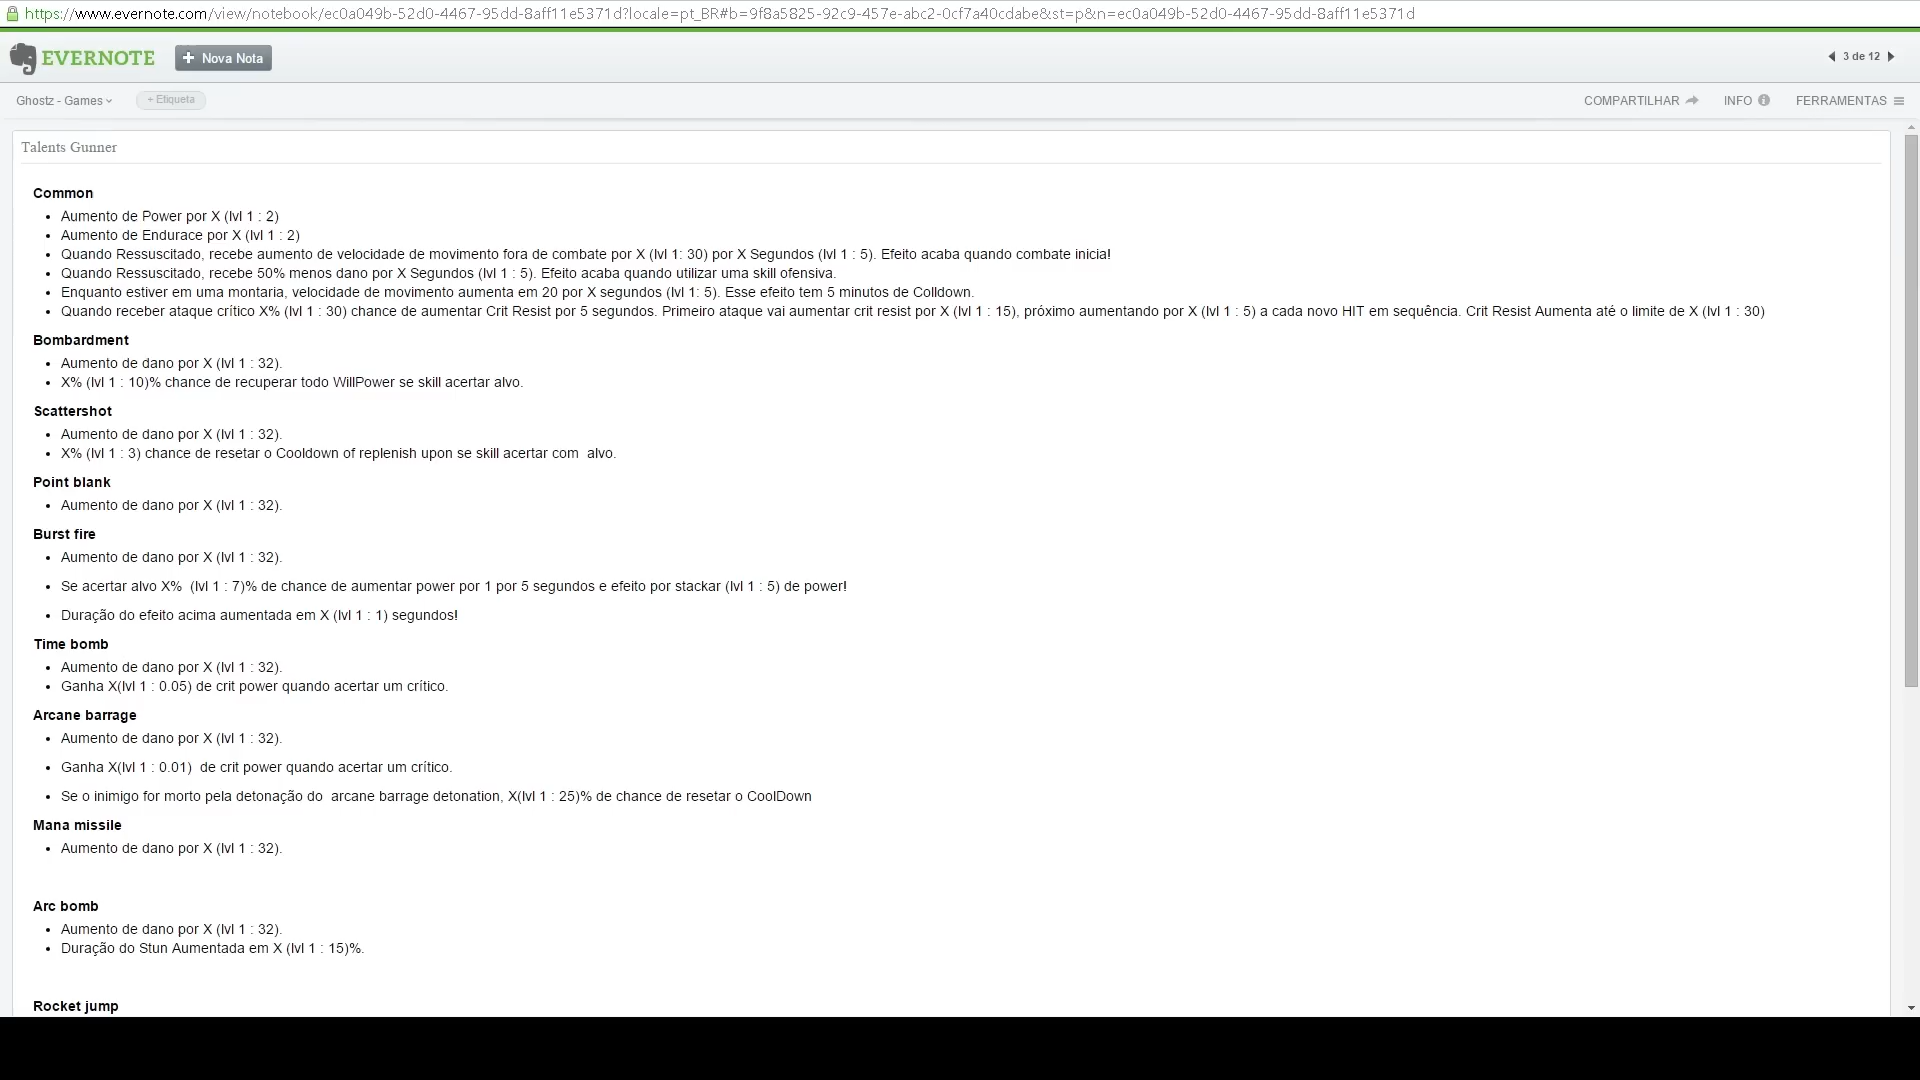 https://www.evernote.com/view/notebook/ec0a049b-52d0-4467-95dd-8aff11e5371d?locale=pt_BR#b=9f8a5825-92c9-457e-abc2-0cf7a40cdabe&st=p&n=ec0a049b-52d0-4467-95dd-8aff11e5371d
EVERNOTE + Nova Nota 3 de 12
Ghostz - Games + Etiqueta COMPARTILHAR INFO FERRAMENTAS
Talents Gunner
Common
• Aumento de Power por X (lvl 1 : 2)
• Aumento de Endurace por X (lvl 1 : 2)
• Quando Ressuscitado, recebe aumento de velocidade de movimento fora de combate por X (lvl 1: 30) por X Segundos (lvl 1 : 5). Efeito acaba quando combate inicia!
• Quando Ressuscitado, recebe 50% menos dano por X Segundos (lvl 1 : 5). Efeito acaba quando utilizar uma skill ofensiva.
• Enquanto estiver em uma montaria, velocidade de movimento aumenta em 20 por X segundos (lvl 1: 5). Esse efeito tem 5 minutos de Colldown.
• Quando receber ataque crítico X% (lvl 1 : 30) chance de aumentar Crit Resist por 5 segundos. Primeiro ataque vai aumentar crit resist por X (lvl 1 : 15), próximo aumentando por X (lvl 1 : 5) a cada novo HIT em sequência. Crit Resist Aumenta até o limite de X (lvl 1 : 30)
Bombardment
• Aumento de dano por X (lvl 1 : 32).
• X% (lvl 1 : 10)% chance de recuperar todo WillPower se skill acertar alvo.
Scattershot
• Aumento de dano por X (lvl 1 : 32).
• X% (lvl 1 : 3) chance de resetar o Cooldown of replenish upon se skill acertar com  alvo.
Point blank
• Aumento de dano por X (lvl 1 : 32).
Burst fire
• Aumento de dano por X (lvl 1 : 32).
• Se acertar alvo X%  (lvl 1 : 7)% de chance de aumentar power por 1 por 5 segundos e efeito por stackar (lvl 1 : 5) de power!
• Duração do efeito acima aumentada em X (lvl 1 : 1) segundos!
Time bomb
• Aumento de dano por X (lvl 1 : 32).
• Ganha X(lvl 1 : 0.05) de crit power quando acertar um crítico.
Arcane barrage
• Aumento de dano por X (lvl 1 : 32).
• Ganha X(lvl 1 : 0.01)  de crit power quando acertar um crítico.
• Se o inimigo for morto pela detonação do  arcane barrage detonation, X(lvl 1 : 25)% de chance de resetar o CoolDown
Mana missile
• Aumento de dano por X (lvl 1 : 32).
Arc bomb
• Aumento de dano por X (lvl 1 : 32).
• Duração do Stun Aumentada em X (lvl 1 : 15)%.
Rocket jump